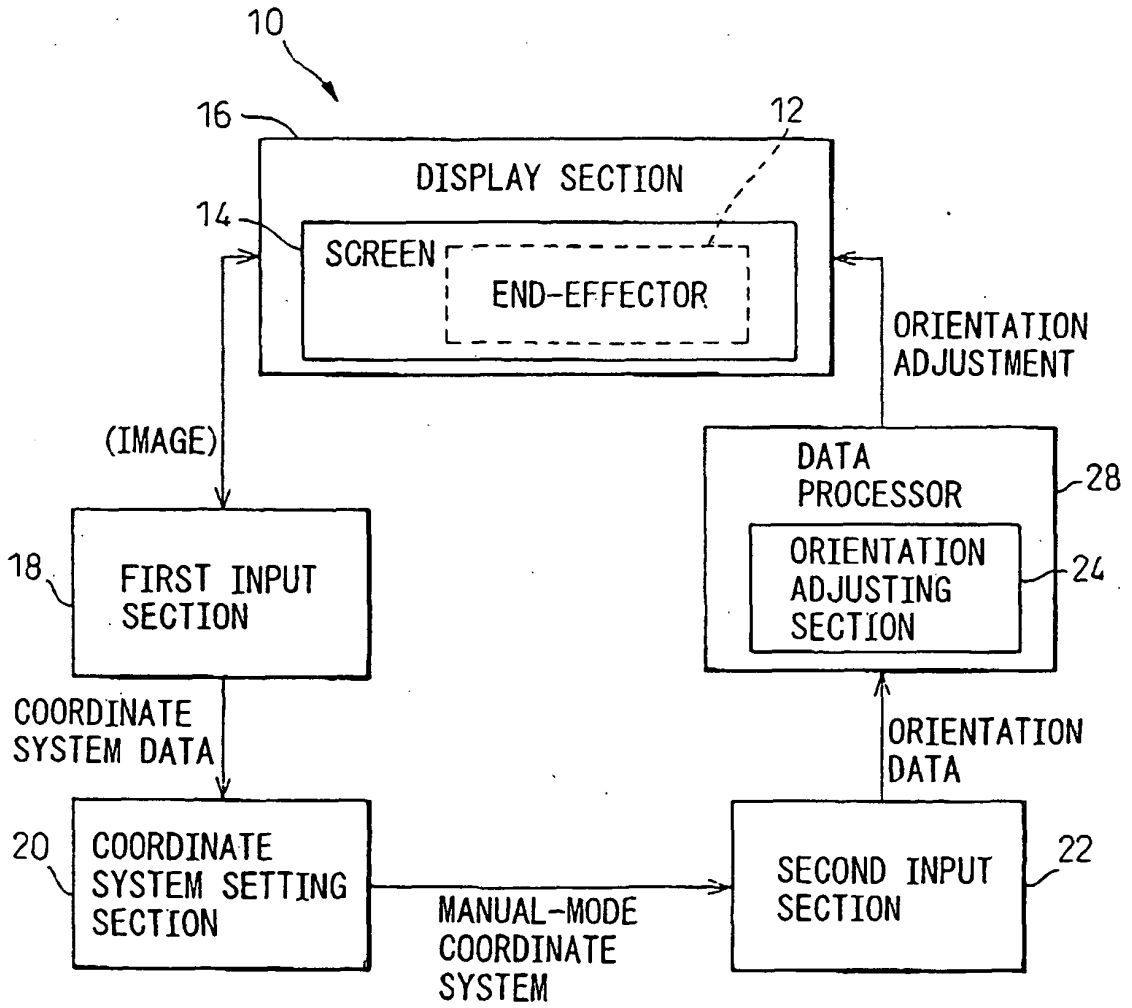 10
16
12
DISPLAY SECTION
14
SCREEN
END-EFFECTOR
ORIENTATION
ADJUSTMENT
(IMAGE)
DATA
PROCESSOR
28
18
FIRST INPUT
SECTION
ORIENTATION
ADJUSTING
SECTION
24
COORDINATE
SYSTEM DATA
ORIENTATION
DATA
20
COORDINATE
SYSTEM SETTING
SECTION
MANUAL-MODE
COORDINATE
SYSTEM
SECOND INPUT
SECTION
22